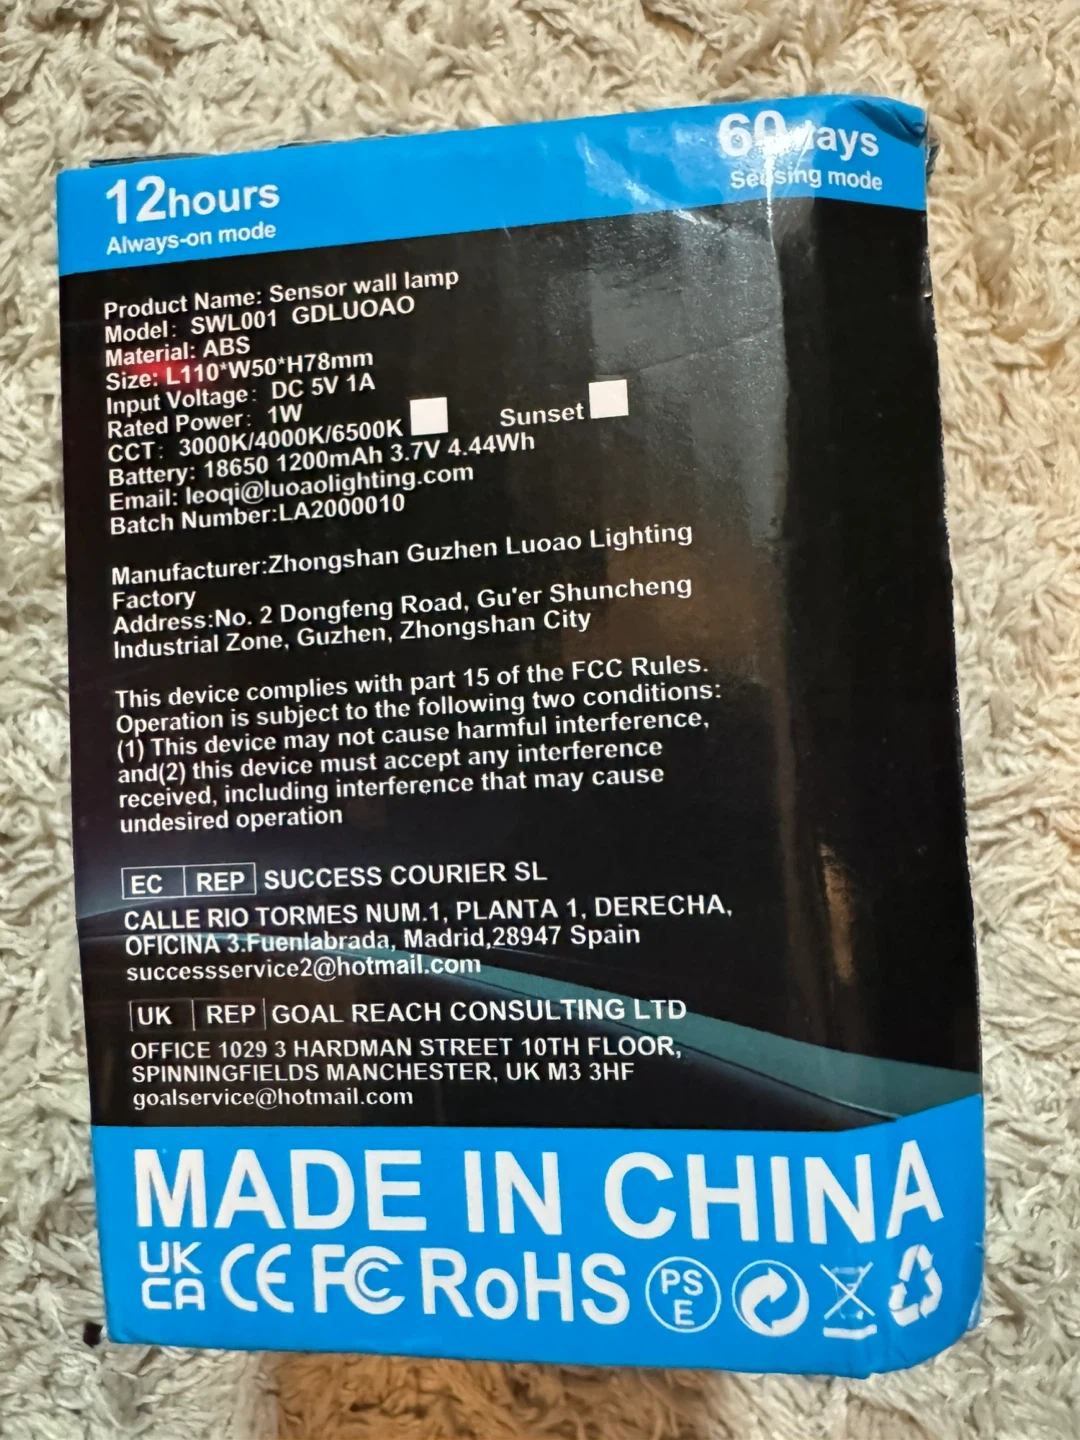 12hours
Always-on mode
60days
Sensing mode
Product Name: Sensor wall lamp
Model: SWL001 GDLUOAO
Material: ABS
Size: L110*W50*H78mm
Input Voltage: DC 5V 1A
Rated Power: 1W
CCT: 3000K/4000K/6500K Sunset
Battery: 18650 1200mAh 3.7V 4.44Wh
Email: leoqi@luoaolighting.com
Batch Number:LA2000010
Manufacturer:Zhongshan Guzhen Luoao Lighting
Factory
Address:No. 2 Dongfeng Road, Gu'er Shuncheng
Industrial Zone, Guzhen, Zhongshan City
This device complies with part 15 of the FCC Rules.
Operation is subject to the following two conditions:
(1) This device may not cause harmful interference,
and(2) this device must accept any interference
received, including interference that may cause
undesired operation
EC REP SUCCESS COURIER SL
CALLE RIO TORMES NUM.1, PLANTA 1, DERECHA,
OFICINA 3.Fuenlabrada, Madrid,28947 Spain
successservice2@hotmail.com
UK REP GOAL REACH CONSULTING LTD
OFFICE 1029 3 HARDMAN STREET 10TH FLOOR,
SPINNINGFIELDS MANCHESTER, UK M3 3HF
goalservice@hotmail.com
MADE IN CHINA
UK CA CE FC RoHS PS E